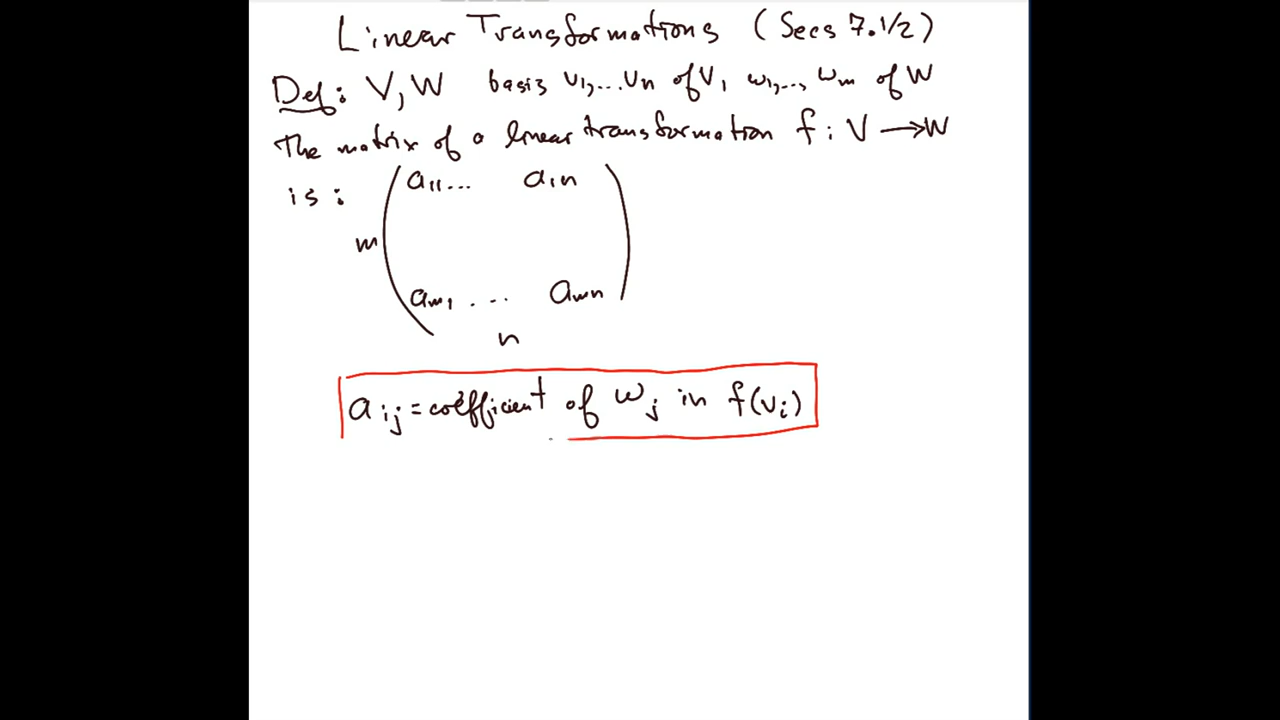 Linear Transformations (Secs 7.1/2)
Def: V, W basis v1,...vn of V, w1,..., wm of W
The matrix of a linear transformation f: V → W
is: ( a11... a1n
m
am1 ... amn )
n
aij = coefficient of wj in f(vi)